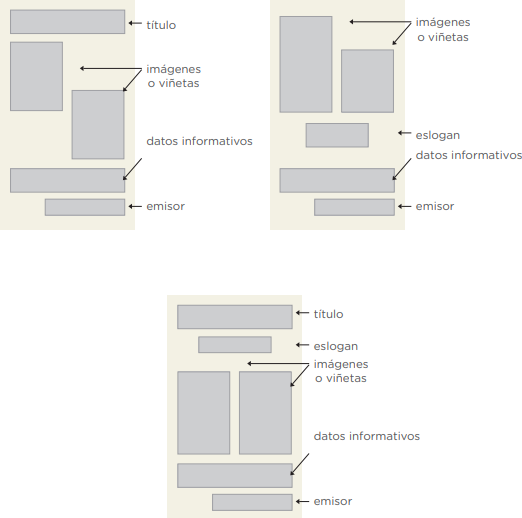 título
imágenes
o viñetas
datos informativos
emisor
imágenes
o viñetas
eslogan
datos informativos
emisor
título
eslogan
imágenes
o viñetas
datos informativos
emisor